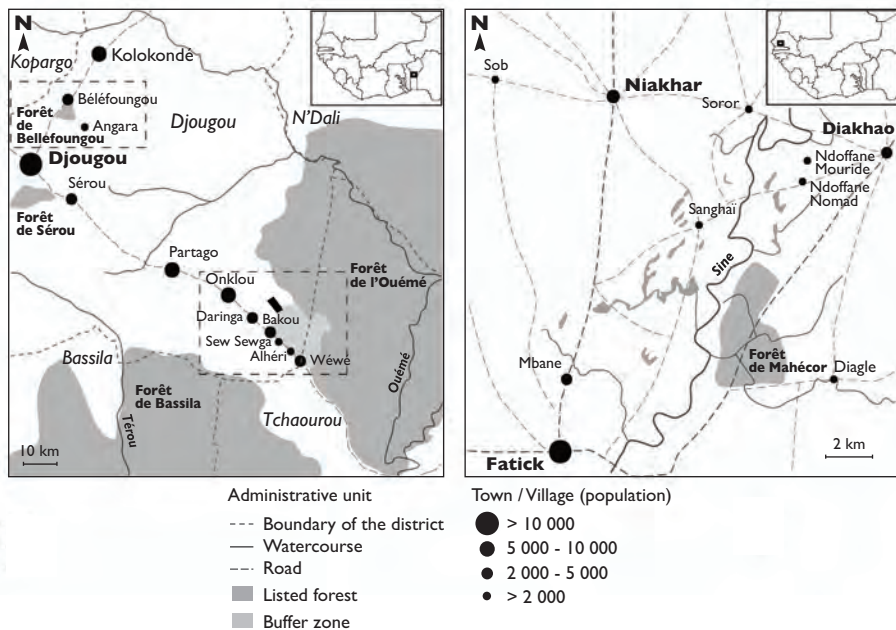 N
Kopargo
Kolokondé
Béléfoungou
Forêt
de
Belléfoungou
Angara
Djougou
N'Dali
Djougou
Sérou
Forêt
de Sérou
Partago
Onklou
Forêt
de l'Ouémé
Daringa
Bakou
Sew Sewga
Alhéri
Wéwé
Bassila
Forêt
de Bassila
Tchaourou
Térou
Ouémé
10 km
N
Sob
Niakhar
Soror
Diakhao
Ndoffane
Mouride
Ndoffane
Nomad
Sanghaï
Sine
Forêt
de Mahécor
Diagle
Mbane
Fatick
2 km
Administrative unit
Boundary of the district
Watercourse
Road
Listed forest
Buffer zone
Town / Village (population)
> 10 000
5 000 - 10 000
2 000 - 5 000
> 2 000